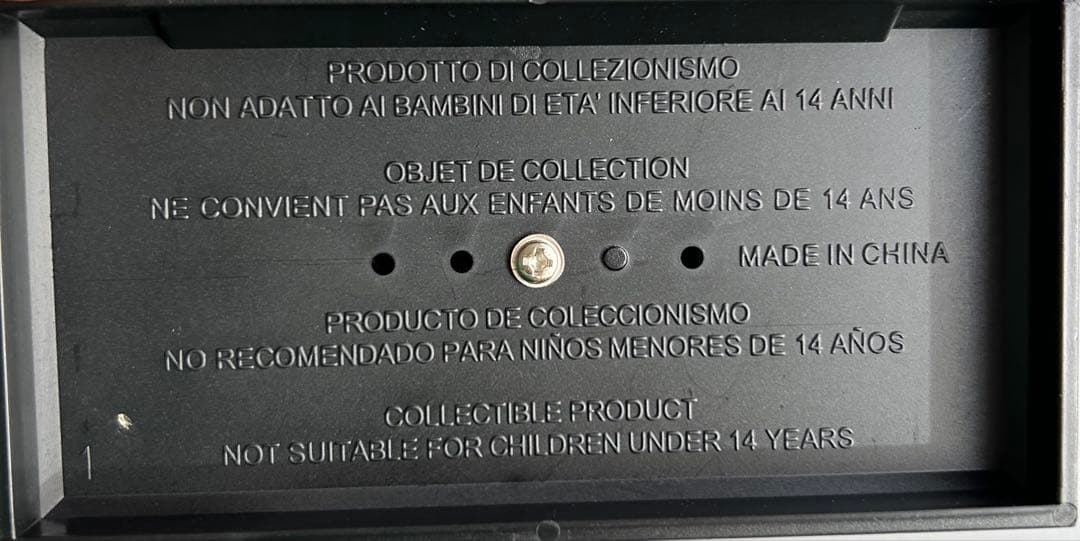 PRODOTTO DI COLLEZIONISMO
NON ADATTO AI BAMBINI DI ETA' INFERIORE AI 14 ANNI
OBJET DE COLLECTION
NE CONVIENT PAS AUX ENFANTS DE MOINS DE 14 ANS
MADE IN CHINA
PRODUCTO DE COLECCIONISMO
NO RECOMENDADO PARA NIÑOS MENORES DE 14 AÑOS
COLLECTIBLE PRODUCT
NOT SUITABLE FOR CHILDREN UNDER 14 YEARS
1